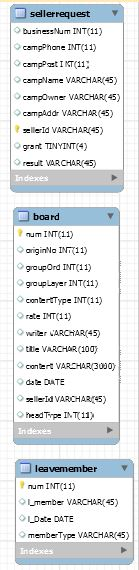 sellerrequest
businessNum INT(11)
campPhone INT(11)
campPost INT(11)
campName VARCHAR(45)
campOwner VARCHAR(45)
campAddr VARCHAR(45)
sellerId VARCHAR(45)
grant TINYINT(4)
result VARCHAR(45)
Indexes
board
num INT(11)
originNo INT(11)
groupOrd INT(11)
groupLayer INT(11)
contentType INT(11)
rate INT(11)
writer VARCHAR(45)
title VARCHAR(100)
content VARCHAR(3000)
date DATE
sellerId VARCHAR(45)
headType INT(11)
Indexes
leavemember
num INT(11)
l_member VARCHAR(45)
l_Date DATE
memberType VARCHAR(45)
Indexes